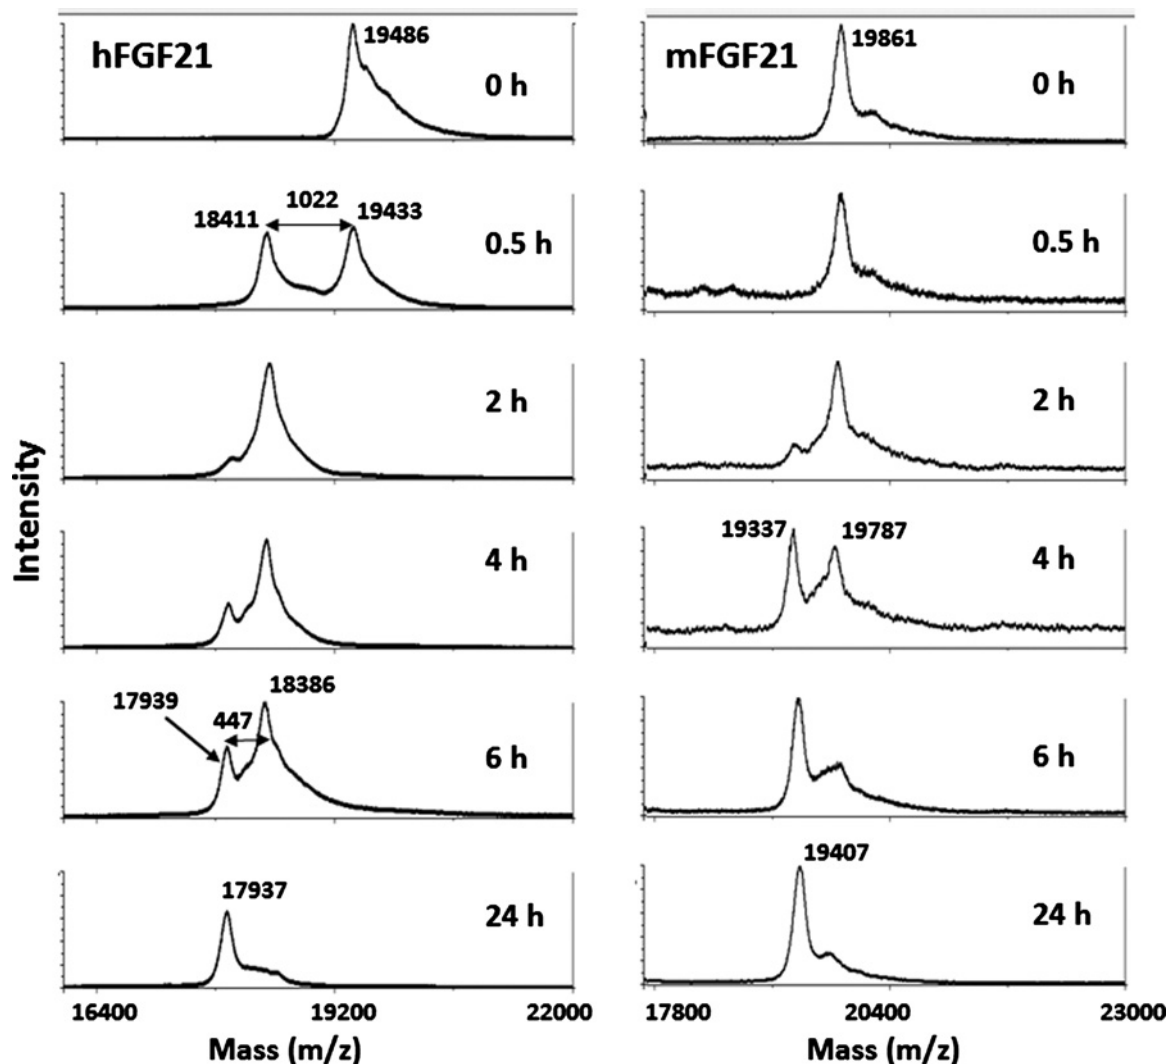 hFGF21
19486
0 h
18411
1022
19433
0.5 h
2 h
4 h
17939
447
18386
6 h
17937
24 h
16400 19200 22000
Mass (m/z)
Intensity
mFGF21
19861
0 h
0.5 h
2 h
19337
19787
4 h
6 h
19407
24 h
17800 20400 23000
Mass (m/z)